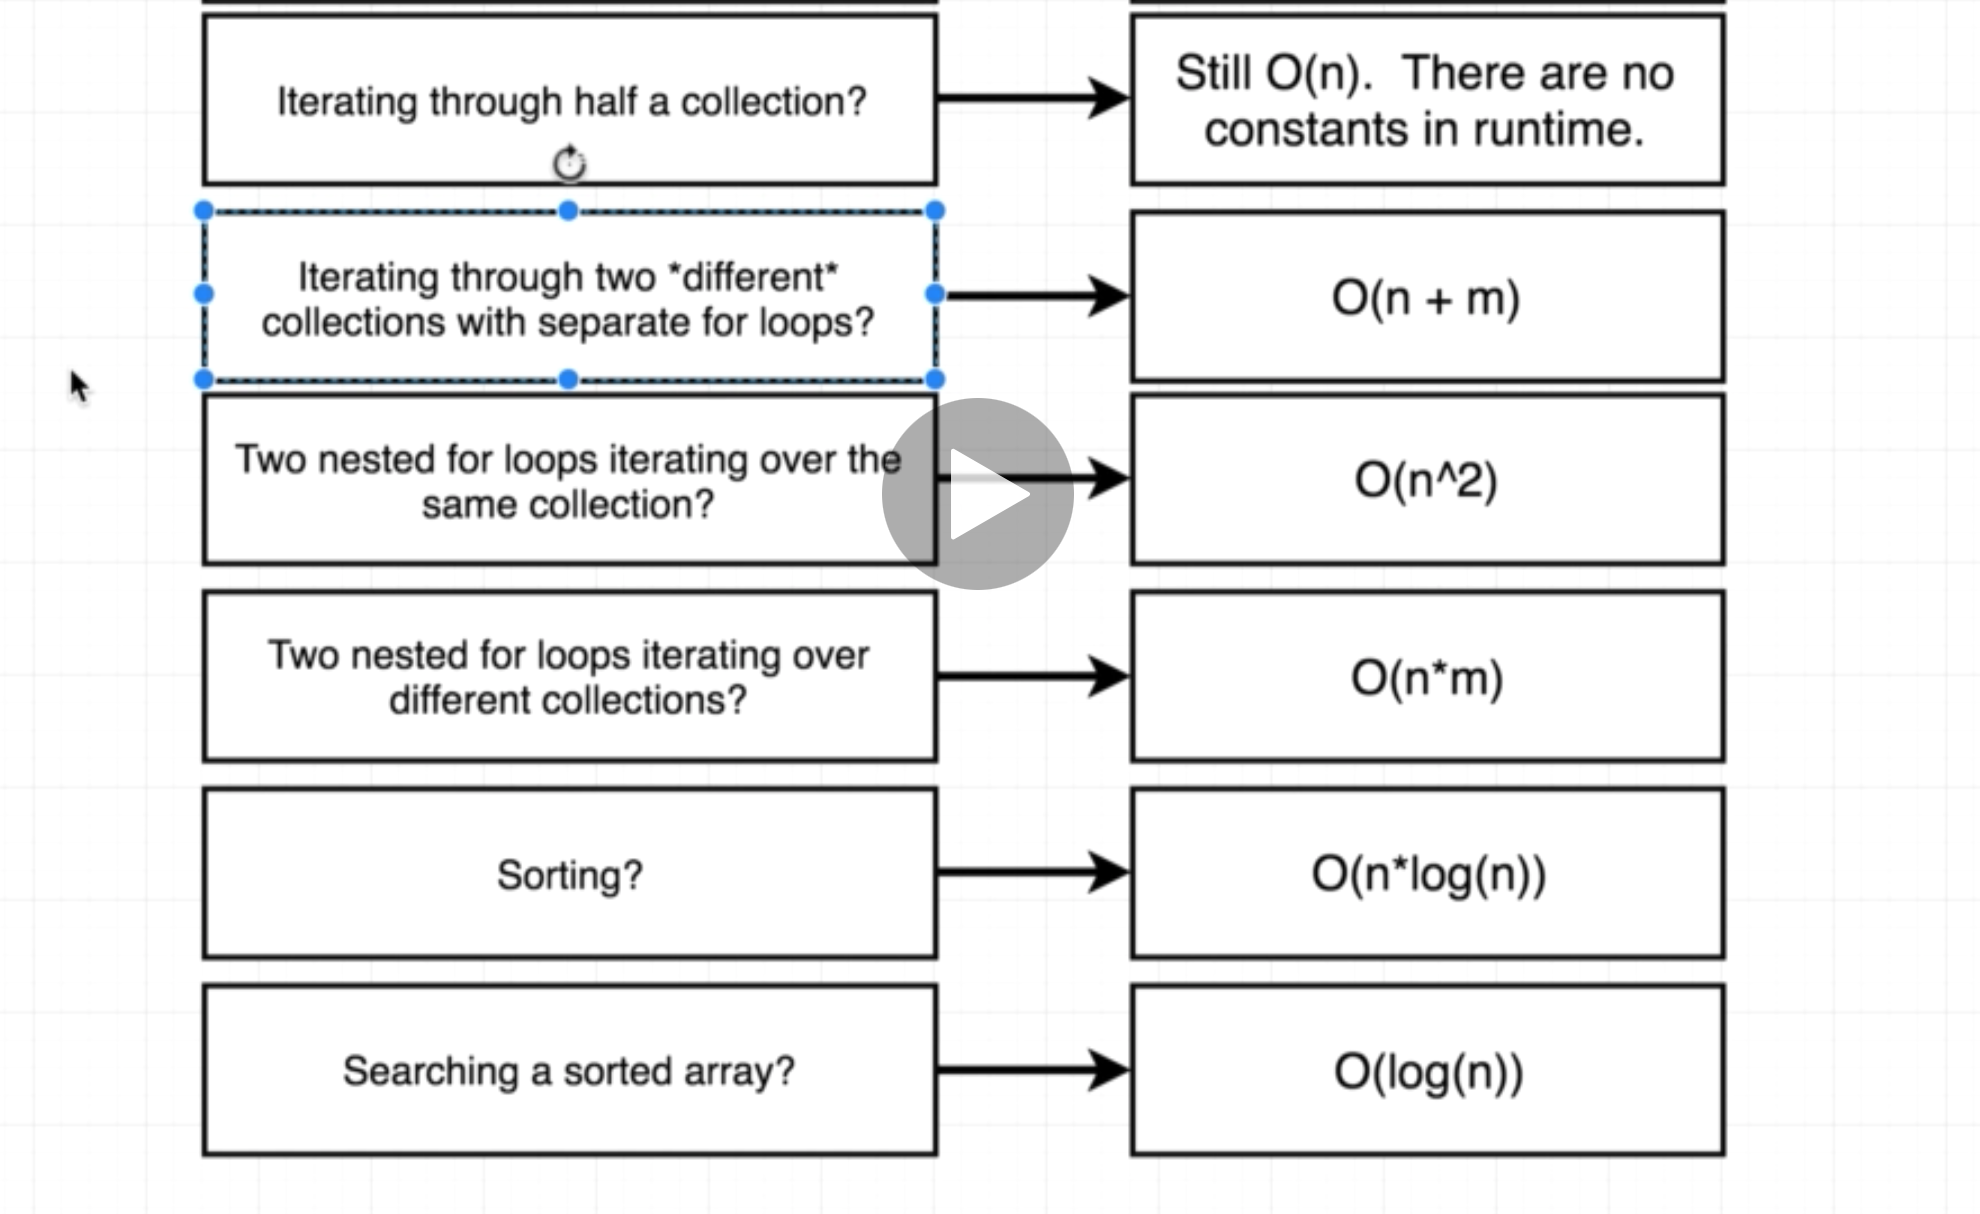 Iterating through half a collection?
Still O(n).  There are no
constants in runtime.
Iterating through two *different*
collections with separate for loops?
O(n + m)
Two nested for loops iterating over the
same collection?
O(n^2)
Two nested for loops iterating over
different collections?
O(n*m)
Sorting?
O(n*log(n))
Searching a sorted array?
O(log(n))